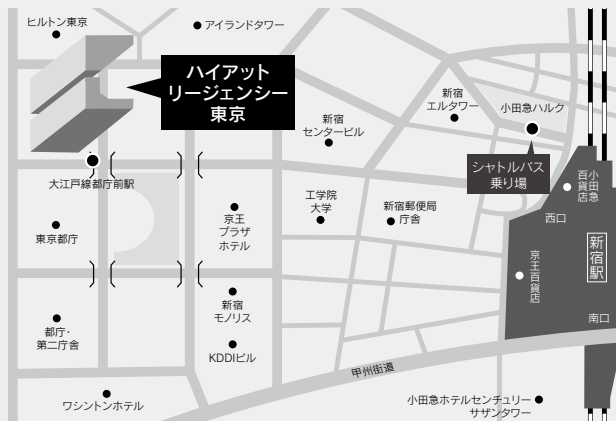 ヒルトン東京
アイランドタワー
ハイアット
リージェンシー
東京
新宿
センタービル
新宿
エルタワー
小田急ハルク
シャトルバス
乗り場
大江戸線都庁前駅
小田急
百貨店
西口
東京都庁
京王
プラザ
ホテル
工学院
大学
新宿郵便局
庁舎
新宿駅
京王百貨店
新宿
モノリス
南口
都庁・
第二庁舎
KDDIビル
甲州街道
ワシントンホテル
小田急ホテルセンチュリー
サザンタワー